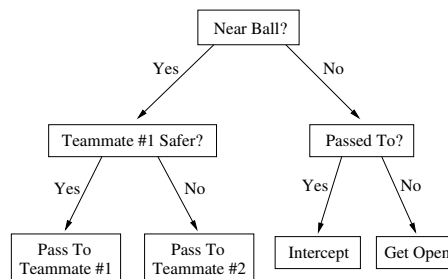 Near Ball?
Yes
No
Teammate #1 Safer?
Passed To?
Yes
No
Yes
No
Pass To
Teammate #1
Pass To
Teammate #2
Intercept
Get Open